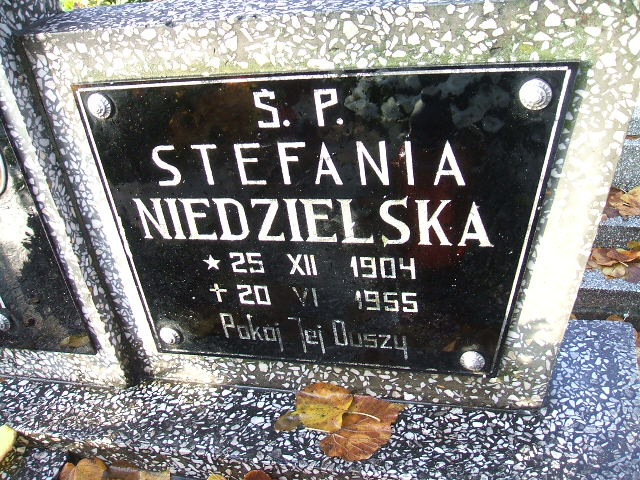 Ś. P.
STEFANIA
NIEDZIELSKA
* 25 XII 1904
+ 20 VI 1955
Pokój Jej Duszy